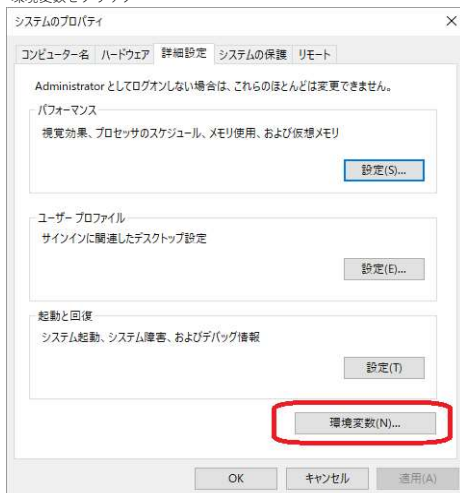 環境変数をクリック
システムのプロパティ
コンピューター名 ハードウェア 詳細設定 システムの保護 リモート
Administrator としてログオンしない場合は、これらのほとんどは変更できません。
パフォーマンス
視覚効果、プロセッサのスケジュール、メモリ使用、および仮想メモリ
設定(S)...
ユーザー プロファイル
サインインに関連したデスクトップ設定
設定(E)...
起動と回復
システム起動、システム障害、およびデバッグ情報
設定(T)
環境変数(N)...
OK キャンセル 適用(A)